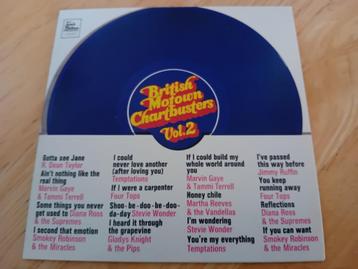 British
Motown
Chartbusters
Vol.2
Gotta see Jane
R. Dean Taylor
Ain't nothing like the
real thing
Marvin Gaye
& Tammi Terrell
Some things you never
get used to Diana Ross
& the Supremes
I second that emotion
Smokey Robinson
& the Miracles
I could
never love another
(after loving you)
Temptations
If I were a carpenter
Four Tops
Shoo-be-doo-be-doo-
da-day Stevie Wonder
I heard it through
the grapevine
Gladys Knight
& the Pips
If I could build my
whole world around
you
Marvin Gaye
& Tammi Terrell
Honey chile
Martha Reeves
& the Vandellas
I'm wondering
Stevie Wonder
You're my everything
Temptations
I've passed
this way before
Jimmy Ruffin
You keep
running away
Four Tops
Reflections
Diana Ross
& the Supremes
If you can want
Smokey Robinson
& the Miracles